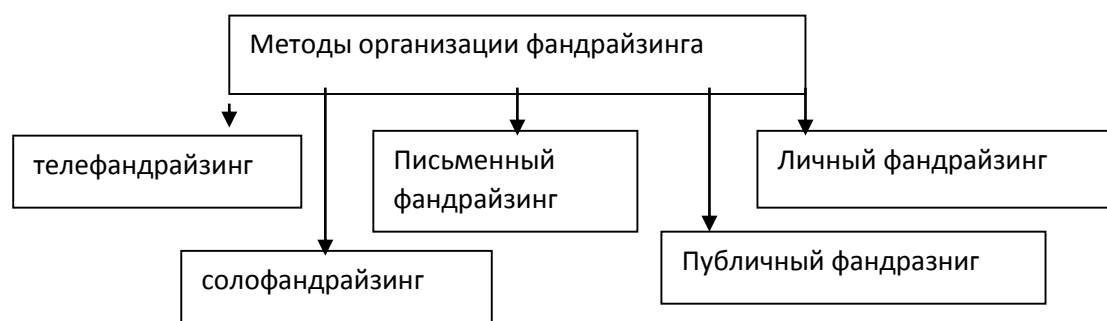 Методы организации фандрайзинга
телефандрайзинг
Письменный
фандрайзинг
Личный фандрайзинг
солофандрайзинг
Публичный фандразниг